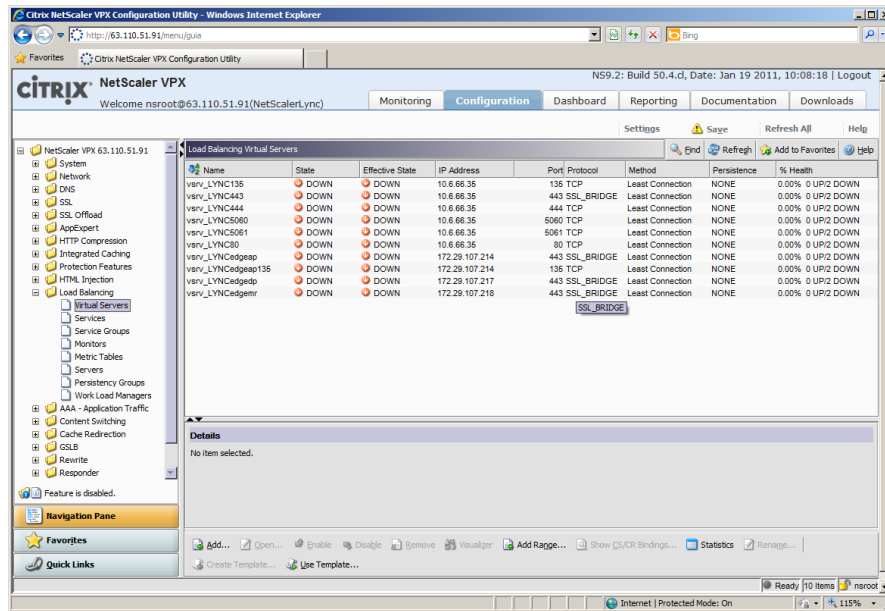 Citrix NetScaler VPX Configuration Utility - Windows Internet Explorer
http://63.110.51.91/menu/guia
Bing
Favorites
Citrix NetScaler VPX Configuration Utility
CITRIX NetScaler VPX
NS9.2: Build 50.4.cl, Date: Jan 19 2011, 10:08:18 | Logout
Welcome nsroot@63.110.51.91(NetScalerLync)
Monitoring Configuration Dashboard Reporting Documentation Downloads
Settings Save Refresh All Help
NetScaler VPX 63.110.51.91
System
Network
DNS
SSL
SSL Offload
AppExpert
HTTP Compression
Integrated Caching
Protection Features
HTML Injection
Load Balancing
Virtual Servers
Services
Service Groups
Monitors
Metric Tables
Servers
Persistency Groups
Work Load Managers
AAA - Application Traffic
Content Switching
Cache Redirection
GSLB
Rewrite
Responder
Feature is disabled.
Navigation Pane
Favorites
Quick Links
Load Balancing Virtual Servers
Find Refresh Add to Favorites Help
Name State Effective State IP Address Port Protocol Method Persistence % Health
vsrv_LYNC135 DOWN DOWN 10.6.66.35 135 TCP Least Connection NONE 0.00% 0 UP/2 DOWN
vsrv_LYNC443 DOWN DOWN 10.6.66.35 443 SSL_BRIDGE Least Connection NONE 0.00% 0 UP/2 DOWN
vsrv_LYNC444 DOWN DOWN 10.6.66.35 444 TCP Least Connection NONE 0.00% 0 UP/2 DOWN
vsrv_LYNC5060 DOWN DOWN 10.6.66.35 5060 TCP Least Connection NONE 0.00% 0 UP/2 DOWN
vsrv_LYNC5061 DOWN DOWN 10.6.66.35 5061 TCP Least Connection NONE 0.00% 0 UP/2 DOWN
vsrv_LYNC80 DOWN DOWN 10.6.66.35 80 TCP Least Connection NONE 0.00% 0 UP/2 DOWN
vsrv_LYNCedgeap DOWN DOWN 172.29.107.214 443 SSL_BRIDGE Least Connection NONE 0.00% 0 UP/2 DOWN
vsrv_LYNCedgeap135 DOWN DOWN 172.29.107.214 135 TCP Least Connection NONE 0.00% 0 UP/2 DOWN
vsrv_LYNCedgedp DOWN DOWN 172.29.107.217 443 SSL_BRIDGE Least Connection NONE 0.00% 0 UP/2 DOWN
vsrv_LYNCedgemr DOWN DOWN 172.29.107.218 443 SSL_BRIDGE Least Connection NONE 0.00% 0 UP/2 DOWN
SSL_BRIDGE
Details
No item selected.
Add... Open... Enable Disable Remove Visualizer Add Range... Show CS/CR Bindings... Statistics Rename...
Create Template... Use Template...
Ready 10 Items nsroot
Internet | Protected Mode: On 115%